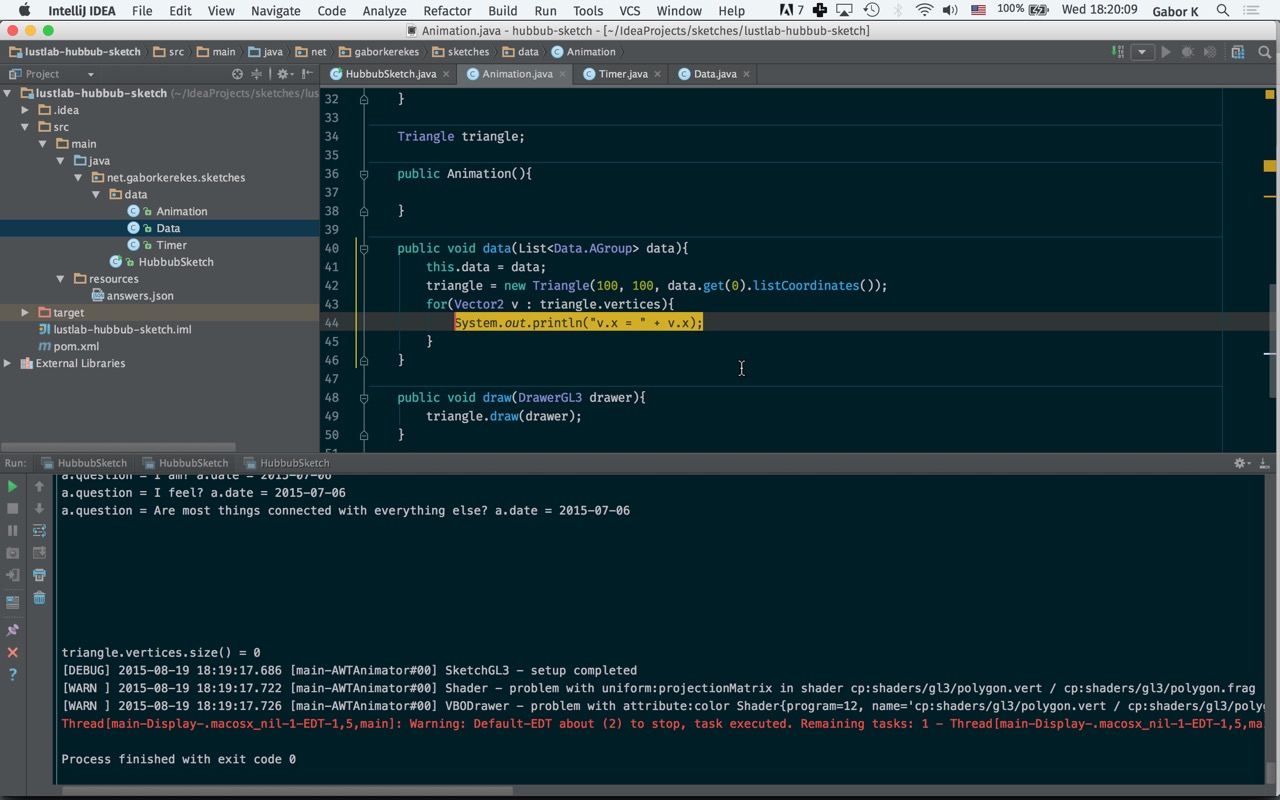 IntelliJ IDEA File Edit View Navigate Code Analyze Refactor Build Run Tools VCS Window Help 7 100% Wed 18:20:09 Gabor K
Animation.java - hubbub-sketch - [~/IdeaProjects/sketches/lustlab-hubbub-sketch]
lustlab-hubbub-sketch src main java net gaborkerekes sketches data Animation
Project
HubbubSketch.java × Animation.java × Timer.java × Data.java ×
lustlab-hubbub-sketch (~/IdeaProjects/sketches/lus
.idea
src
main
java
net.gaborkerekes.sketches
data
Animation
Data
Timer
HubbubSketch
resources
answers.json
target
lustlab-hubbub-sketch.iml
pom.xml
External Libraries
32 }
33
34 Triangle triangle;
35
36 public Animation(){
37
38 }
39
40 public void data(List<Data.AGroup> data){
41 this.data = data;
42 triangle = new Triangle(100, 100, data.get(0).listCoordinates());
43 for(Vector2 v : triangle.vertices){
44 System.out.println("v.x = " + v.x);
45 }
46 }
47
48 public void draw(DrawerGL3 drawer){
49 triangle.draw(drawer);
50 }
51
Run: HubbubSketch HubbubSketch HubbubSketch
a.question = I am? a.date = 2015-07-06
a.question = I feel? a.date = 2015-07-06
a.question = Are most things connected with everything else? a.date = 2015-07-06
triangle.vertices.size() = 0
[DEBUG] 2015-08-19 18:19:17.686 [main-AWTAnimator#00] SketchGL3 - setup completed
[WARN ] 2015-08-19 18:19:17.722 [main-AWTAnimator#00] Shader - problem with uniform:projectionMatrix in shader cp:shaders/gl3/polygon.vert / cp:shaders/gl3/polygon.frag
[WARN ] 2015-08-19 18:19:17.726 [main-AWTAnimator#00] VBODrawer - problem with attribute:color Shader{program=12, name='cp:shaders/gl3/polygon.vert / cp:shaders/gl3/polyg
Thread[main-Display-.macosx_nil-1-EDT-1,5,main]: Warning: Default-EDT about (2) to stop, task executed. Remaining tasks: 1 - Thread[main-Display-.macosx_nil-1-EDT-1,5,ma
Process finished with exit code 0